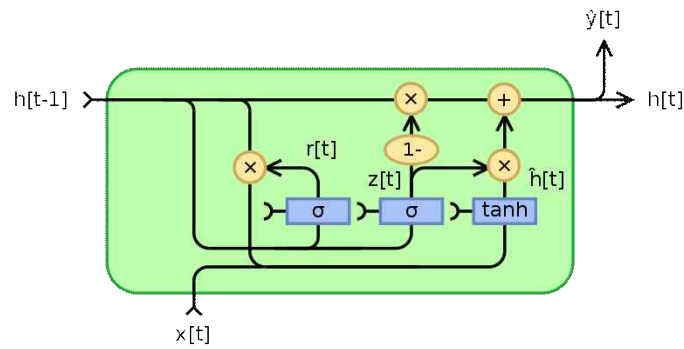 ŷ[t]
h[t-1]
×
+
h[t]
1-
r[t]
×
z[t]
×
ĥ[t]
σ
σ
tanh
x[t]